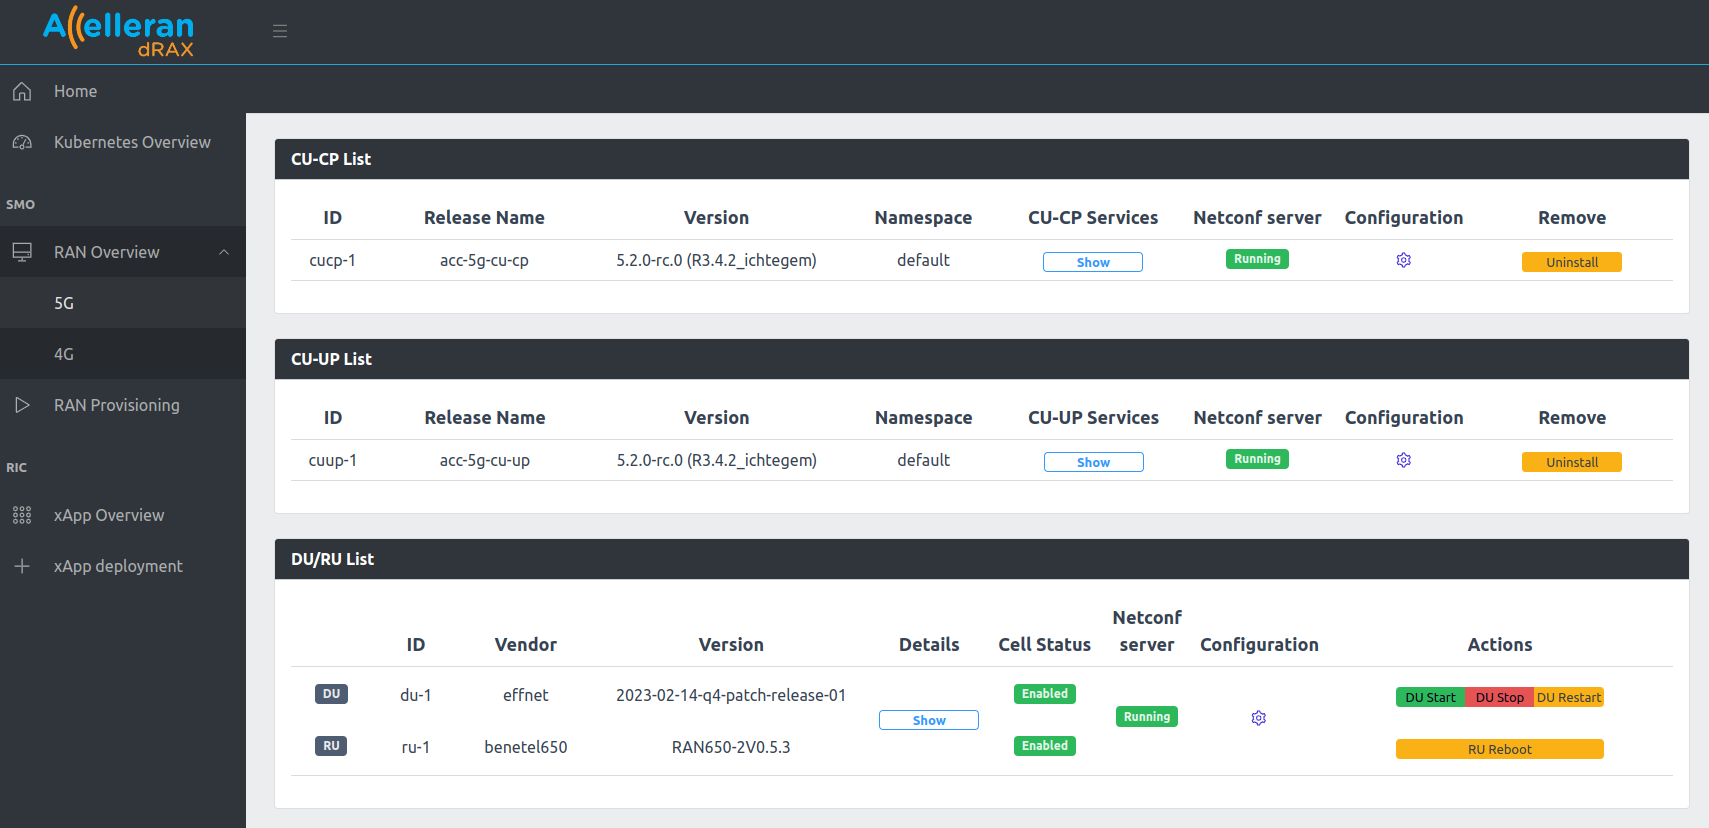 Accelleran
dRAX
Home
Kubernetes Overview
SMO
RAN Overview
5G
4G
RAN Provisioning
RIC
xApp Overview
xApp deployment
CU-CP List
ID Release Name Version Namespace CU-CP Services Netconf server Configuration Remove
cucp-1 acc-5g-cu-cp 5.2.0-rc.0 (R3.4.2_ichtegem) default Show Running Uninstall
CU-UP List
ID Release Name Version Namespace CU-UP Services Netconf server Configuration Remove
cuup-1 acc-5g-cu-up 5.2.0-rc.0 (R3.4.2_ichtegem) default Show Running Uninstall
DU/RU List
ID Vendor Version Details Cell Status Netconf server Configuration Actions
DU du-1 effnet 2023-02-14-q4-patch-release-01 Enabled DU Start DU Stop DU Restart
Show Running
RU ru-1 benetel650 RAN650-2V0.5.3 Enabled RU Reboot